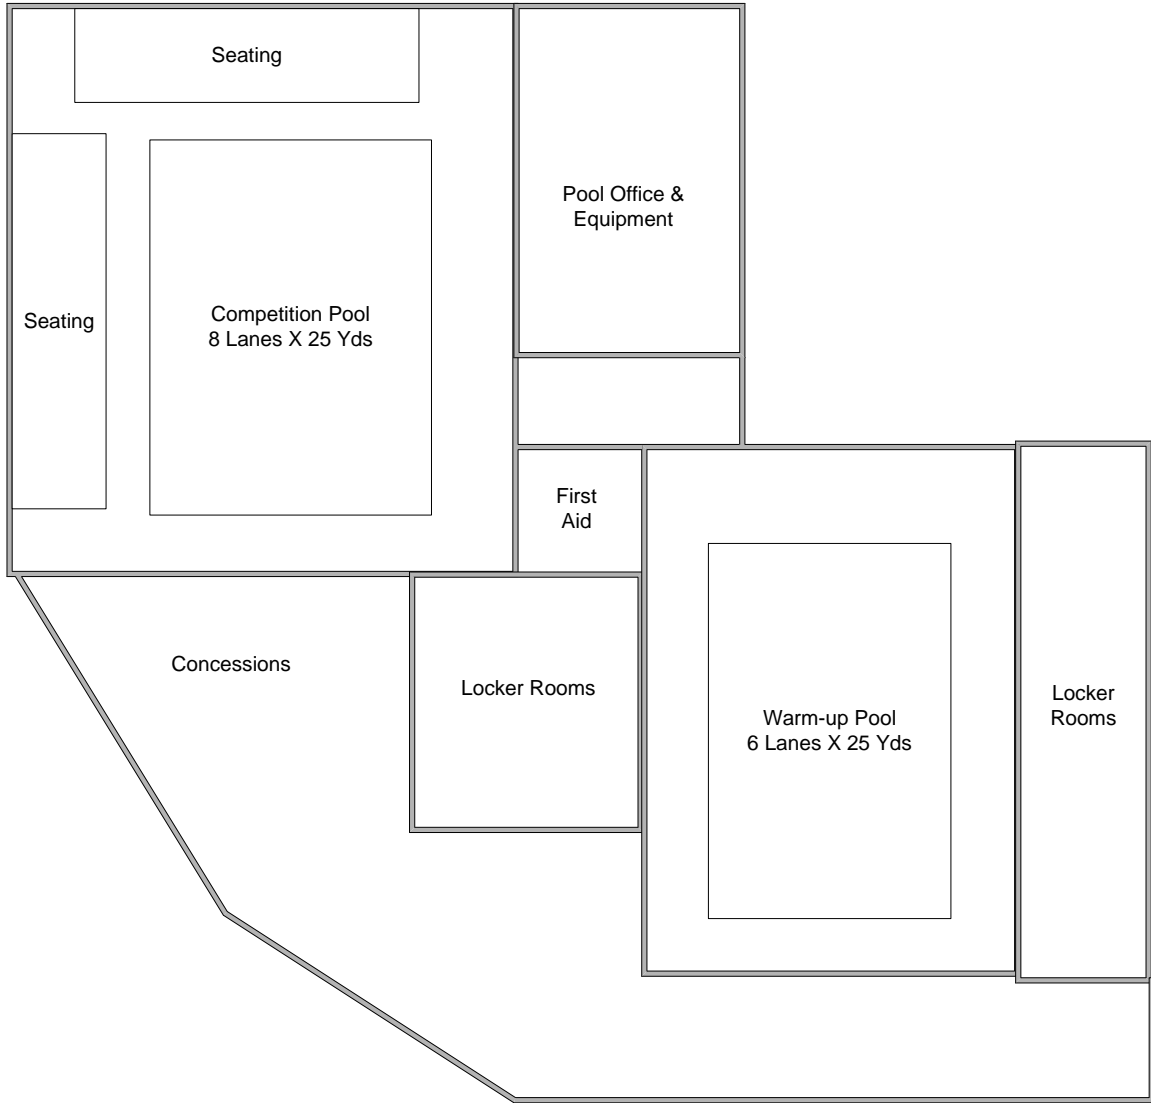 Seating
Pool Office &
Equipment
Seating
Competition Pool
8 Lanes X 25 Yds
First
Aid
Concessions
Locker Rooms
Warm-up Pool
6 Lanes X 25 Yds
Locker
Rooms